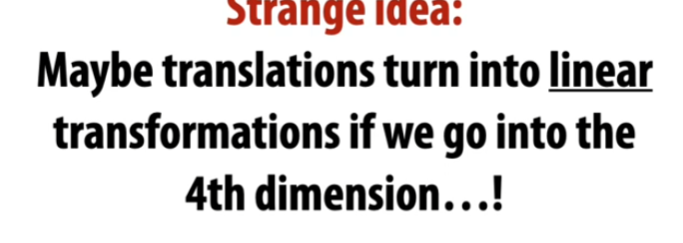 Strange Idea:
Maybe translations turn into linear
transformations if we go into the
4th dimension…!